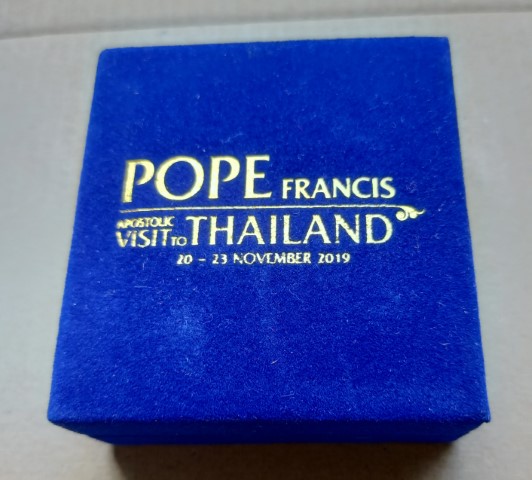 POPE FRANCIS
APOSTOLIC
VISIT TO THAILAND
20 - 23 NOVEMBER 2019